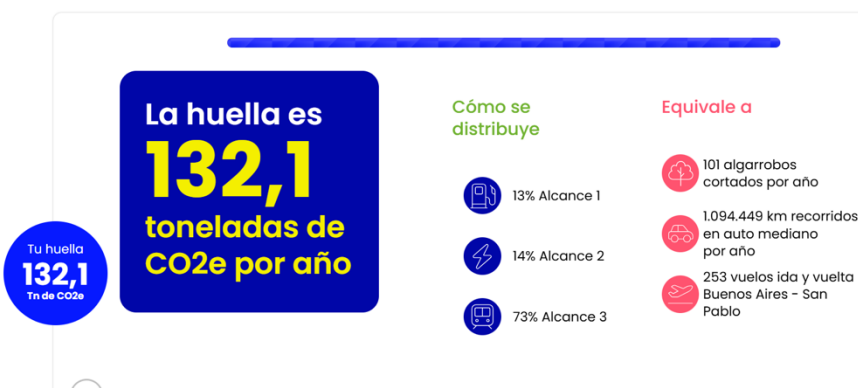 La huella es
132,1
toneladas de
CO2e por año
Tu huella
132,1
Tn de CO2e
Cómo se
distribuye
13% Alcance 1
14% Alcance 2
73% Alcance 3
Equivale a
101 algarrobos
cortados por año
1.094.449 km recorridos
en auto mediano
por año
253 vuelos ida y vuelta
Buenos Aires - San
Pablo